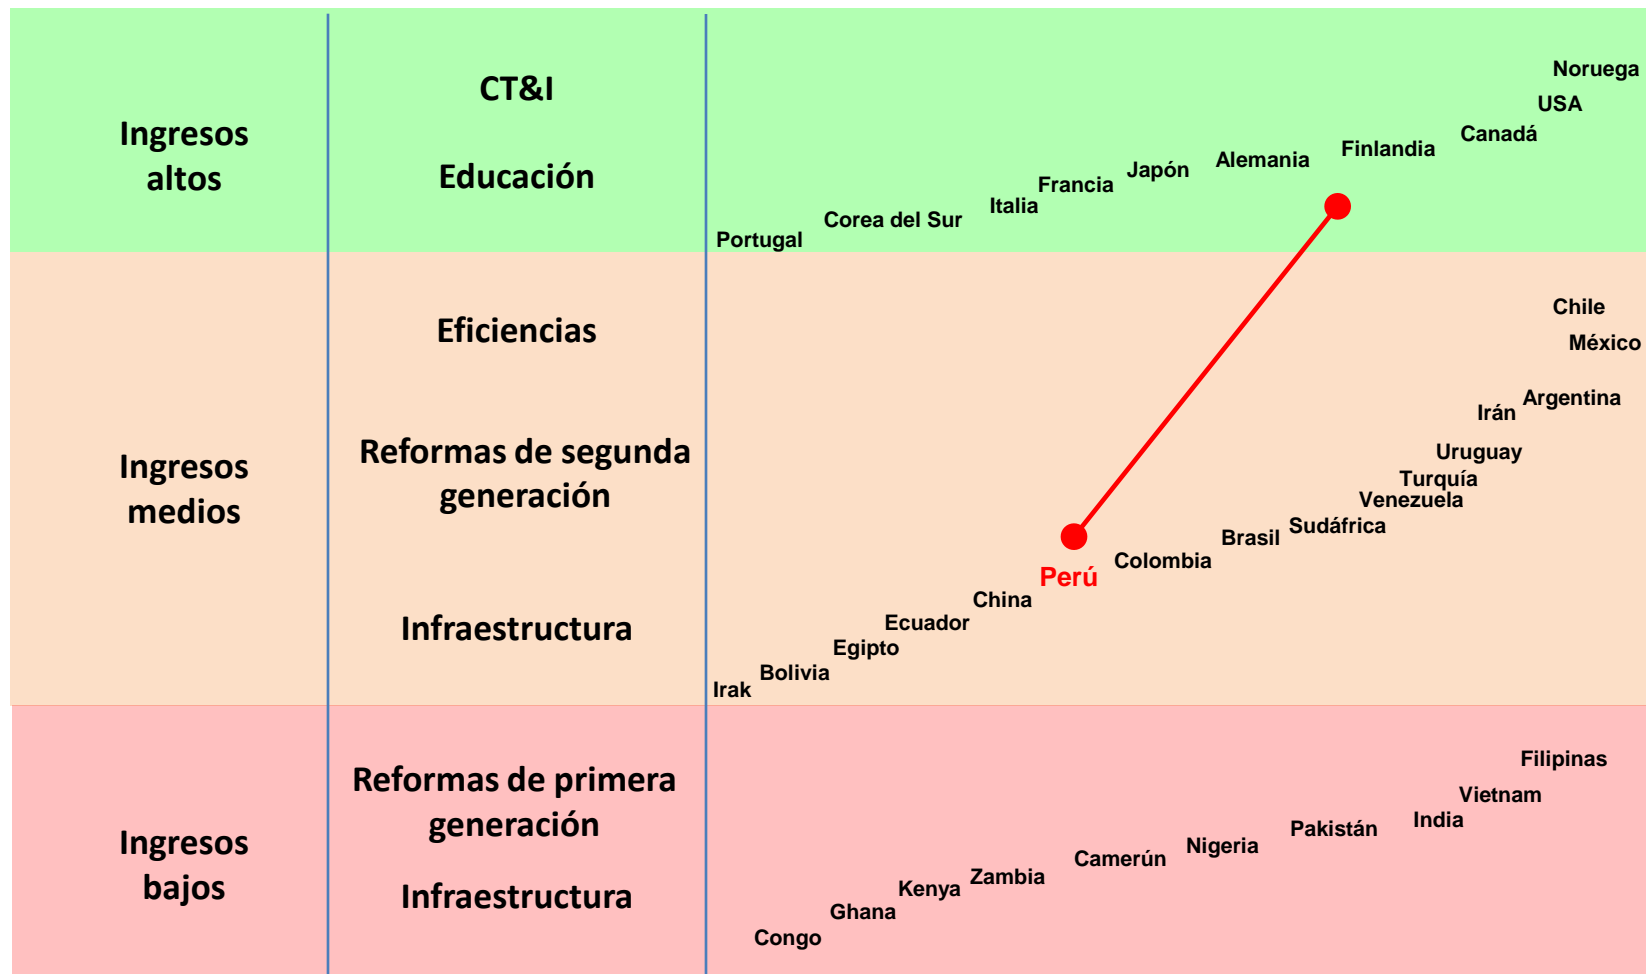 Ingresos
altos
CT&I
Educación
Noruega
USA
Canadá
Finlandia
Alemania
Japón
Francia
Italia
Corea del Sur
Portugal
Ingresos
medios
Eficiencias
Reformas de segunda
generación
Infraestructura
Chile
México
Argentina
Irán
Uruguay
Turquía
Venezuela
Sudáfrica
Brasil
Colombia
Perú
China
Ecuador
Egipto
Bolivia
Irak
Ingresos
bajos
Reformas de primera
generación
Infraestructura
Filipinas
Vietnam
India
Pakistán
Nigeria
Camerún
Zambia
Kenya
Ghana
Congo